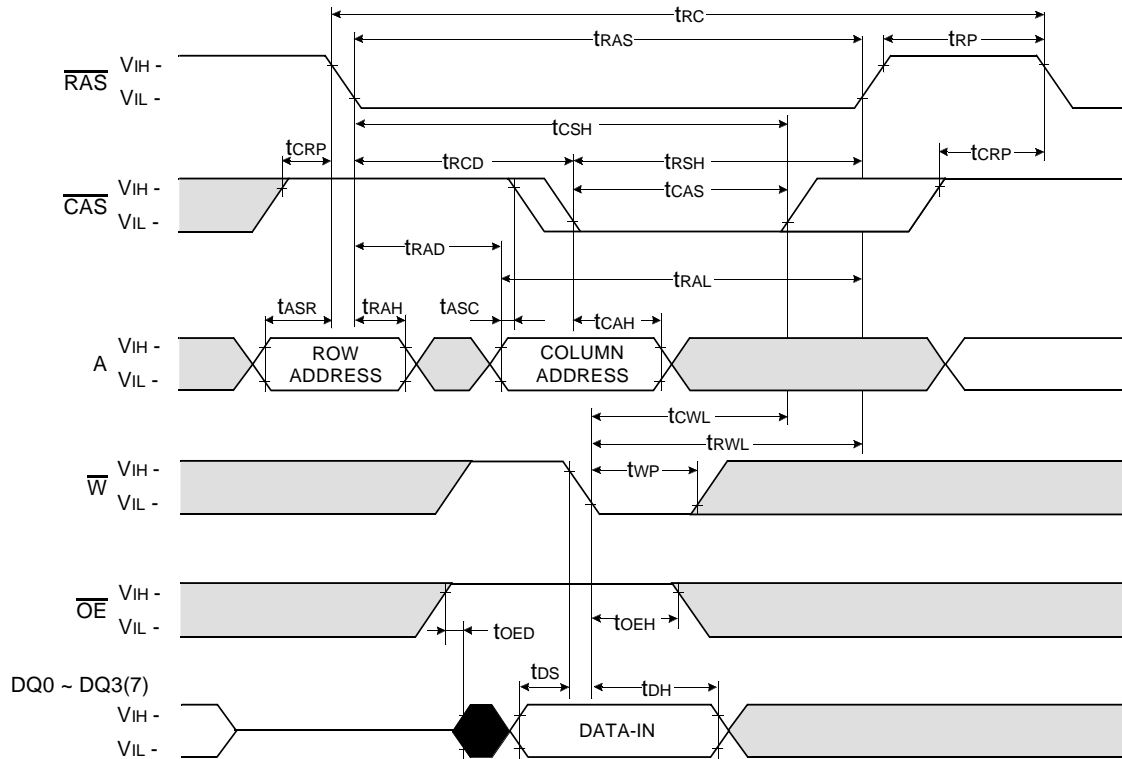 tRC
tRAS
tRP
RAS
VIH -
VIL -
tCSH
tCRP
tRCD
tRSH
tCRP
CAS
VIH -
VIL -
tCAS
tRAD
tRAL
tASR
tRAH
tASC
tCAH
A
VIH -
VIL -
ROW
ADDRESS
COLUMN
ADDRESS
tCWL
tRWL
W
VIH -
VIL -
tWP
OE
VIH -
VIL -
tOED
tOEH
DQ0 ~ DQ3(7)
tDS
tDH
VIH -
VIL -
DATA-IN